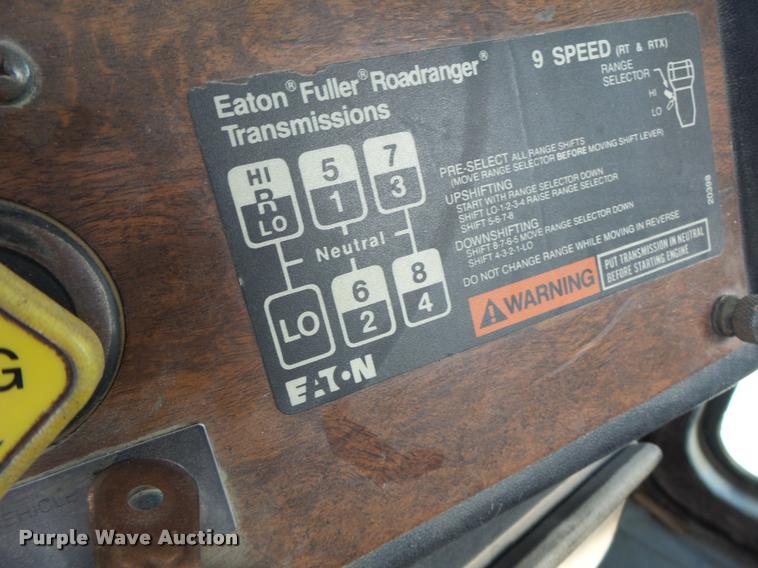 Eaton® Fuller® Roadranger®
Transmissions
9 SPEED (RT & RTX)
RANGE
SELECTOR
HI
LO
HI
R
LO
5
1
7
3
Neutral
LO
6
2
8
4
EATON
PRE-SELECT ALL RANGE SHIFTS
(MOVE RANGE SELECTOR BEFORE MOVING SHIFT LEVER)
UPSHIFTING
START WITH RANGE SELECTOR DOWN
SHIFT LO-1-2-3-4 RAISE RANGE SELECTOR
SHIFT 5-6-7-8
DOWNSHIFTING
SHIFT 8-7-6-5 MOVE RANGE SELECTOR DOWN
SHIFT 4-3-2-1-LO
DO NOT CHANGE RANGE WHILE MOVING IN REVERSE
WARNING
PUT TRANSMISSION IN NEUTRAL
BEFORE STARTING ENGINE
20399
G
VEHICLE
Purple Wave Auction